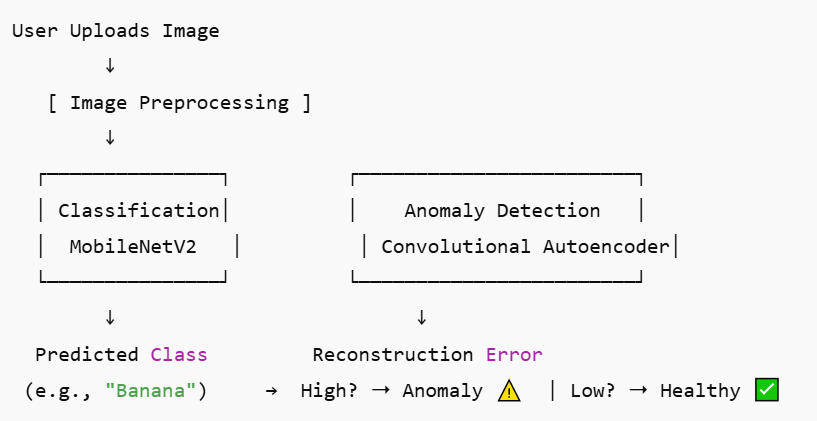 User Uploads Image
↓
[ Image Preprocessing ]
↓
Classification Anomaly Detection
MobileNetV2 Convolutional Autoencoder
↓ ↓
Predicted Class Reconstruction Error
(e.g., "Banana") → High? → Anomaly ⚠️ | Low? → Healthy ✅